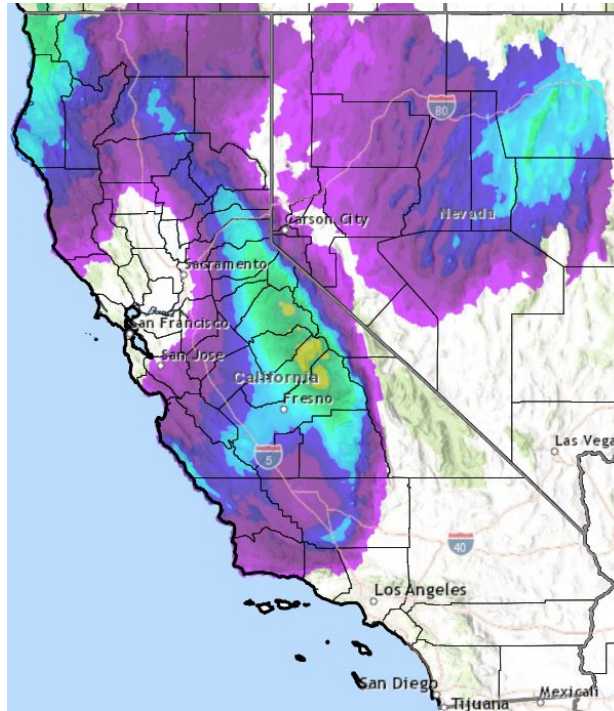 80
Carson City
Nevada
Sacramento
San Francisco
San Jose
California
Fresno
5
Las Vega
40
Los Angeles
San Diego
Tijuana
Mexicali